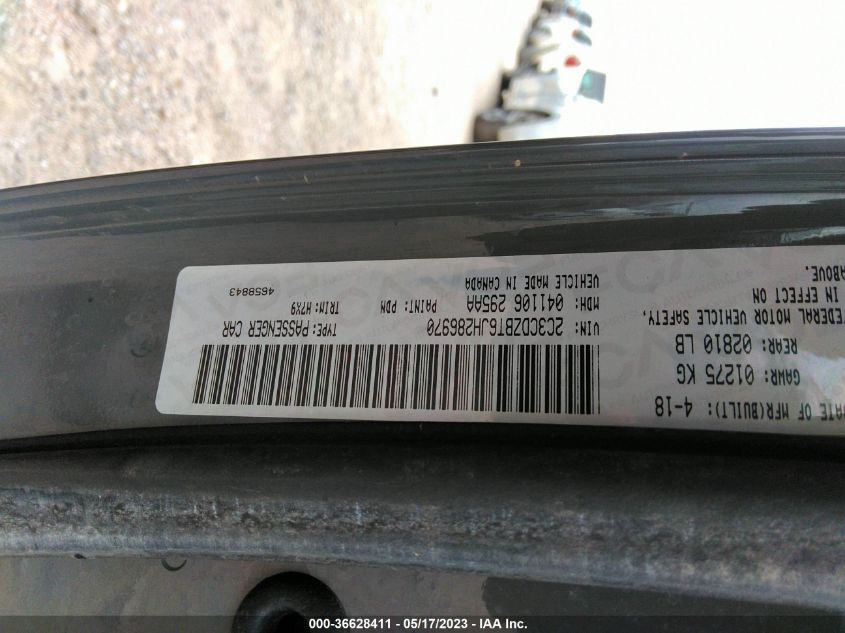 DATE OF MFR(BUILT): 4-18
GAWR: 01275 KG
REAR: 02810 LB
FEDERAL MOTOR VEHICLE SAFETY,
IN EFFECT ON
ABOVE.
VIN: 2C3CDZBT6JH286970
TYPE: PASSENGER CAR
MDH: 041106 295AA PAINT: PDN TRIM: H7X9
VEHICLE MADE IN CANADA
4658843
000-36628411 - 05/17/2023 - IAA Inc.